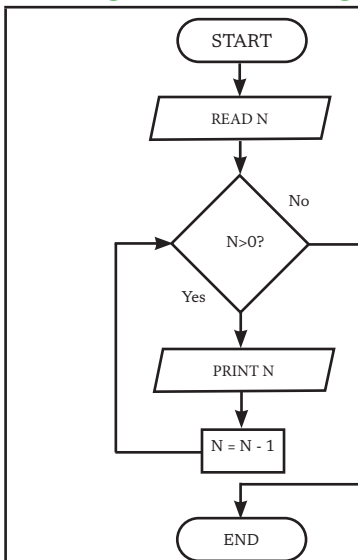 START
READ N
No
N>0?
Yes
PRINT N
N = N - 1
END